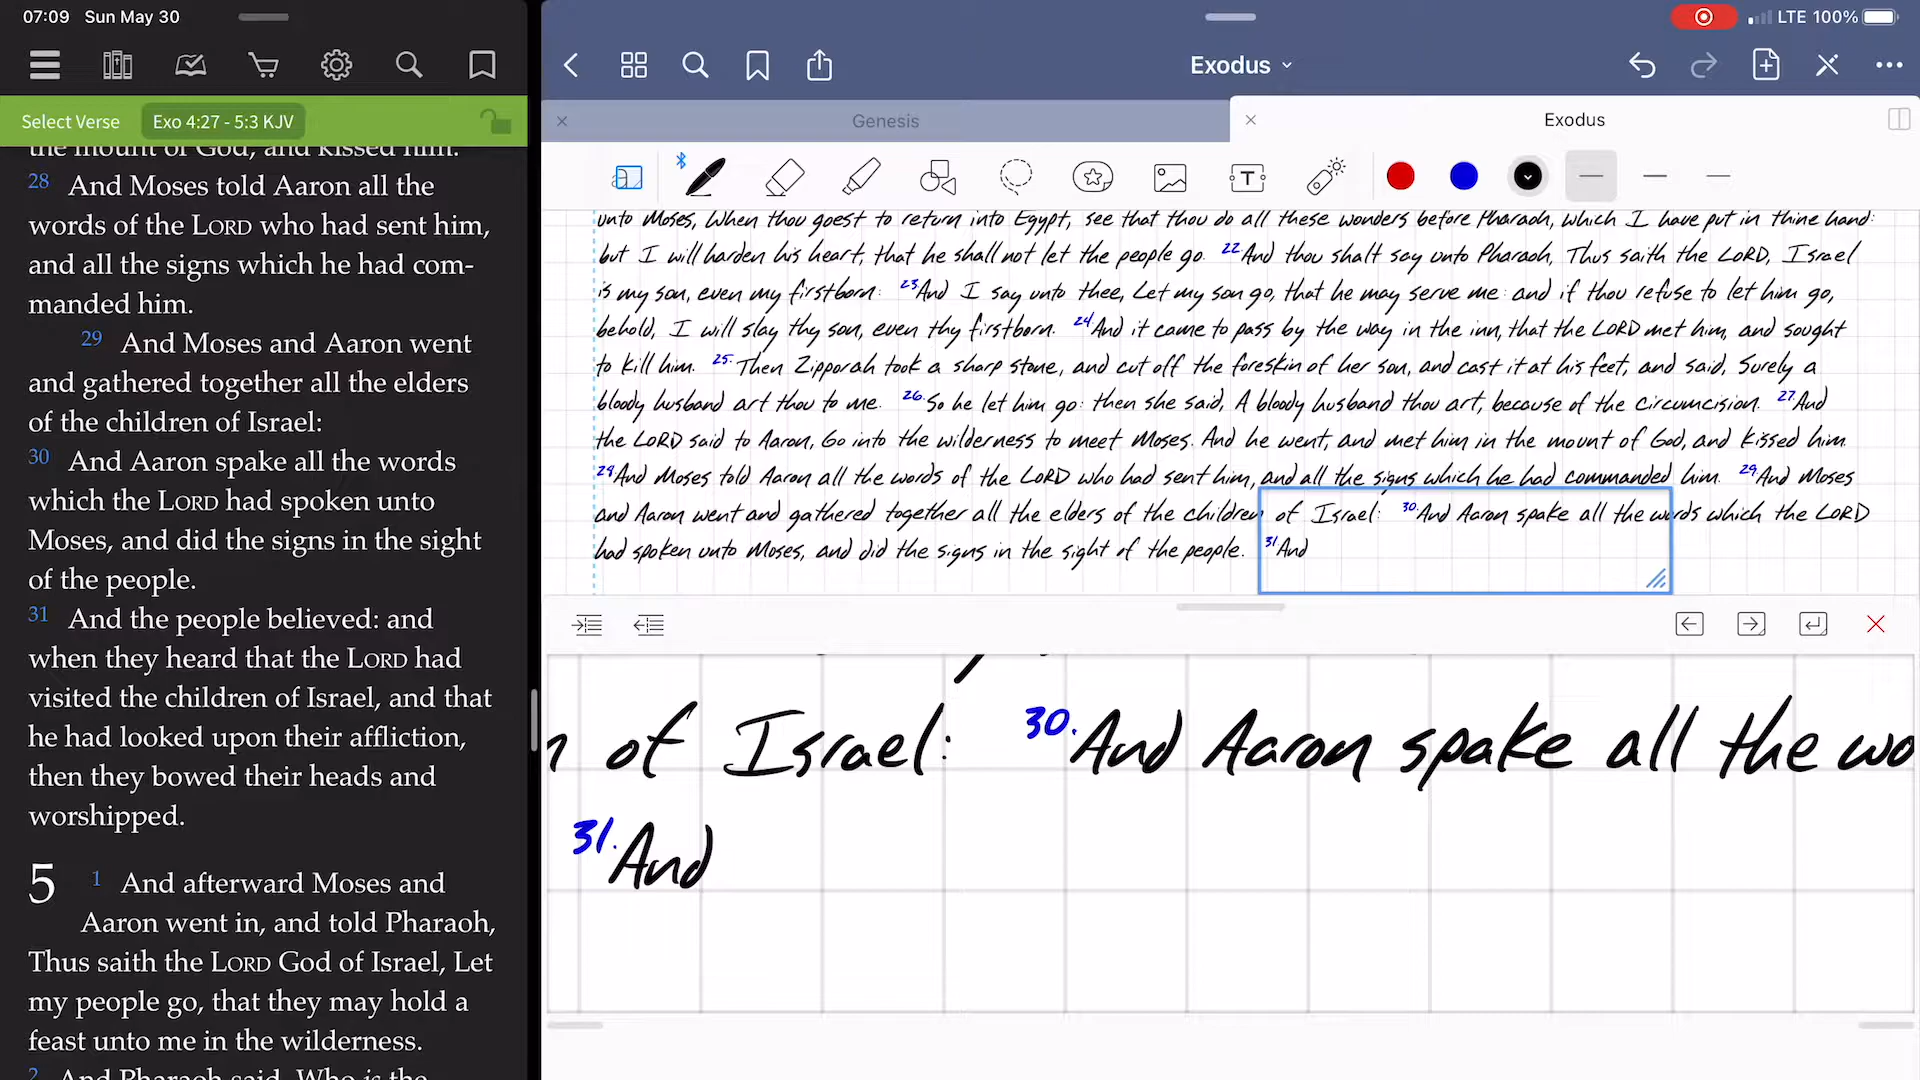 07:09 Sun May 30
LTE 100%
Exodus
Select Verse Exo 4:27 - 5:3 KJV
Genesis
Exodus
the mount of God, and kissed him.
28 And Moses told Aaron all the
words of the LORD who had sent him,
and all the signs which he had com-
manded him.
29 And Moses and Aaron went
and gathered together all the elders
of the children of Israel:
30 And Aaron spake all the words
which the LORD had spoken unto
Moses, and did the signs in the sight
of the people.
31 And the people believed: and
when they heard that the LORD had
visited the children of Israel, and that
he had looked upon their affliction,
then they bowed their heads and
worshipped.
5 1 And afterward Moses and
Aaron went in, and told Pharaoh,
Thus saith the LORD God of Israel, Let
my people go, that they may hold a
feast unto me in the wilderness.
2 And Pharaoh said, Who is the
unto Moses, When thou goest to return into Egypt, see that thou do all these wonders before Pharaoh, which I have put in thine hand:
but I will harden his heart, that he shall not let the people go. 22. And thou shalt say unto Pharaoh, Thus saith the LORD, Israel
is my son, even my firstborn: 23. And I say unto thee, Let my son go, that he may serve me: and if thou refuse to let him go,
behold, I will slay thy son, even thy firstborn. 24. And it came to pass by the way in the inn, that the LORD met him, and sought
to kill him. 25. Then Zipporah took a sharp stone, and cut off the foreskin of her son, and cast it at his feet, and said, Surely a
bloody husband art thou to me. 26. So he let him go: then she said, A bloody husband thou art, because of the circumcision. 27. And
the LORD said to Aaron, Go into the wilderness to meet Moses. And he went, and met him in the mount of God, and kissed him.
28. And Moses told Aaron all the words of the LORD who had sent him, and all the signs which he had commanded him. 29. And Moses
and Aaron went and gathered together all the elders of the children of Israel: 30. And Aaron spake all the words which the LORD
had spoken unto Moses, and did the signs in the sight of the people. 31. And
n of Israel: 30. And Aaron spake all the wo
31. And